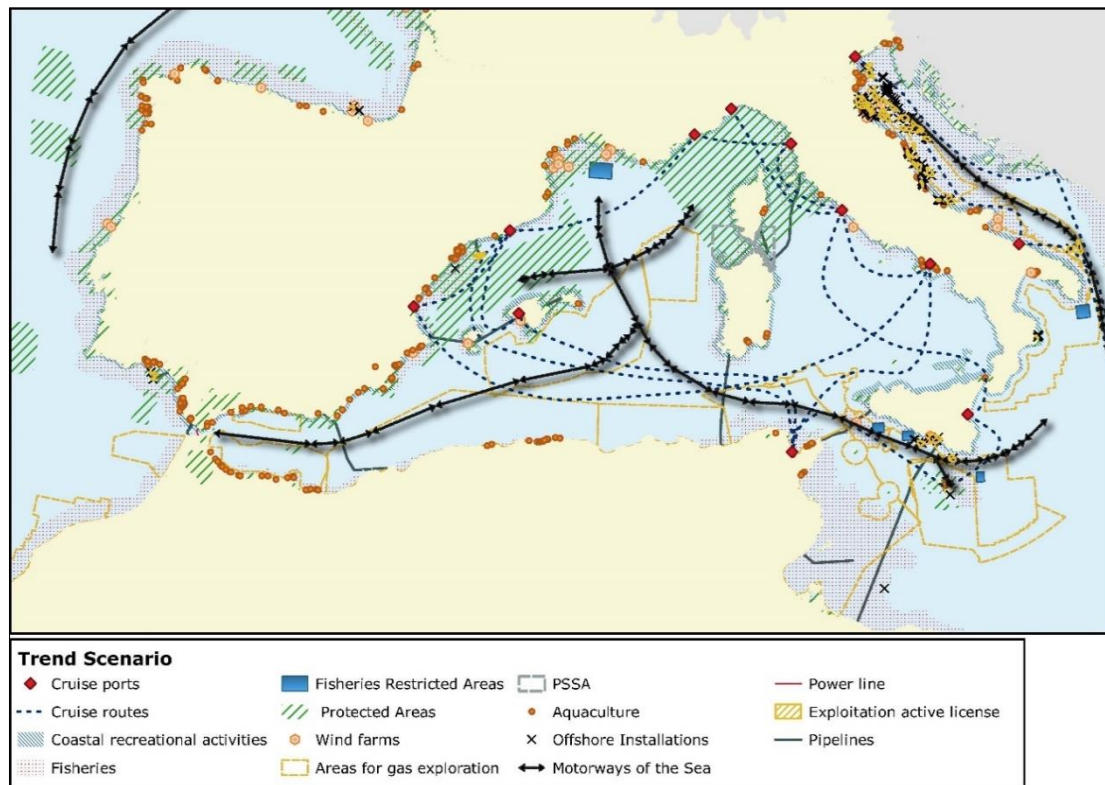 Trend Scenario
Cruise ports
Fisheries Restricted Areas
PSSA
Power line
Cruise routes
Protected Areas
Aquaculture
Exploitation active license
Coastal recreational activities
Wind farms
Offshore Installations
Pipelines
Fisheries
Areas for gas exploration
Motorways of the Sea